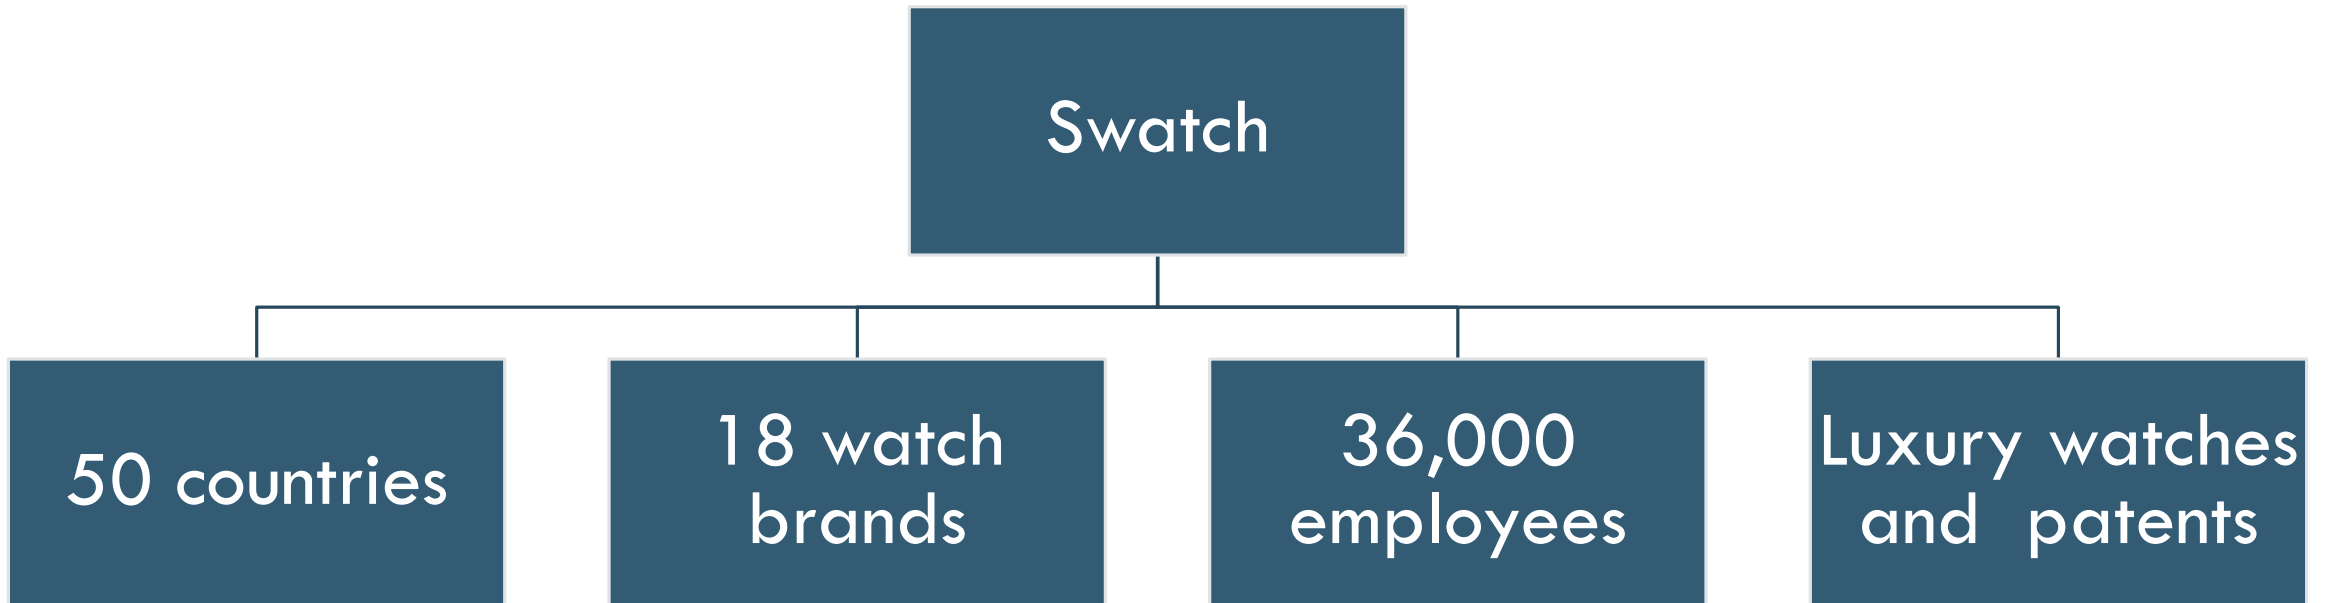 Swatch
50 countries
18 watch
brands
36,000
employees
Luxury watches
and patents